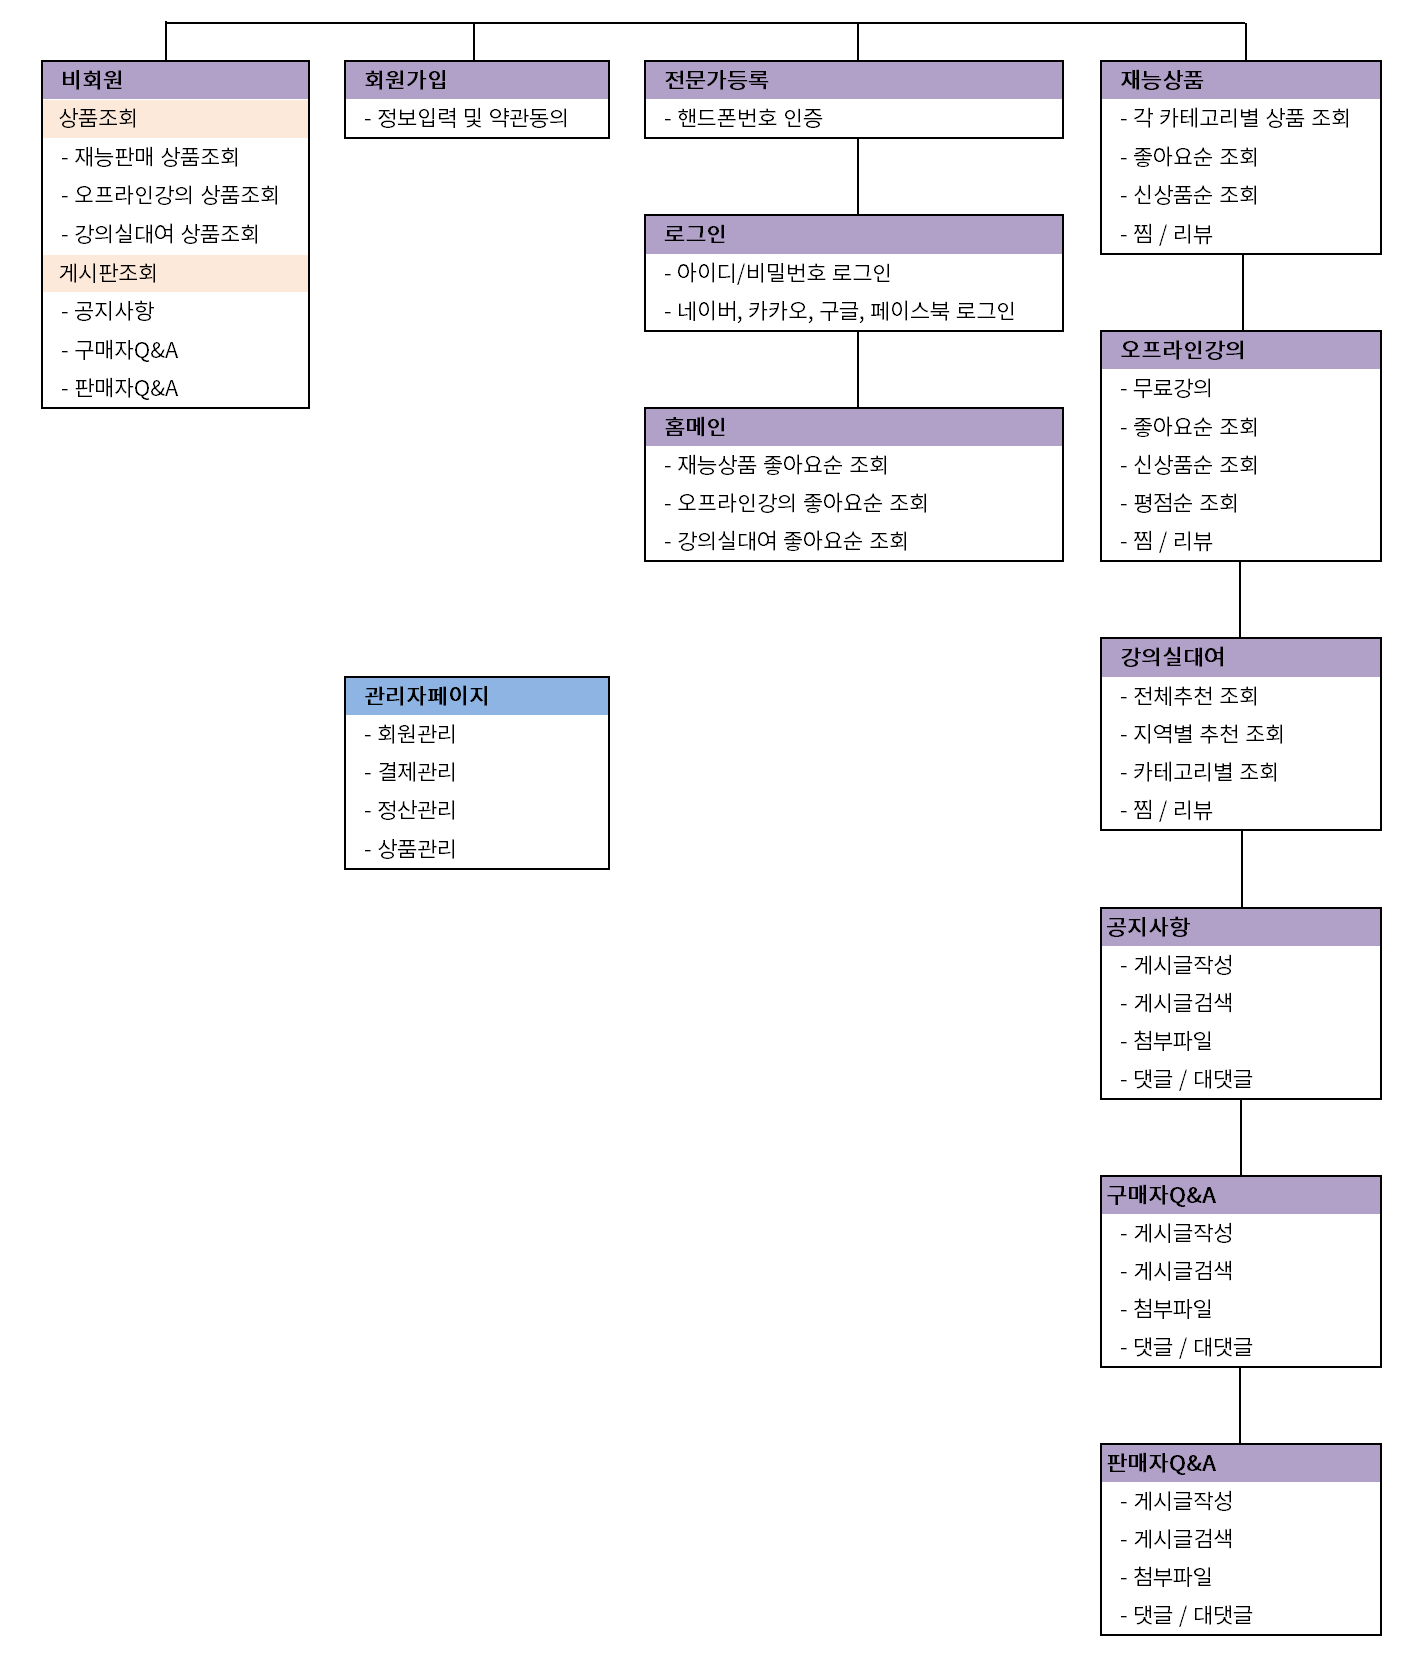 비회원
상품조회
- 재능판매 상품조회
- 오프라인강의 상품조회
- 강의실대여 상품조회
게시판조회
- 공지사항
- 구매자Q&A
- 판매자Q&A
회원가입
- 정보입력 및 약관동의
관리자페이지
- 회원관리
- 결제관리
- 정산관리
- 상품관리
전문가등록
- 핸드폰번호 인증
로그인
- 아이디/비밀번호 로그인
- 네이버, 카카오, 구글, 페이스북 로그인
홈메인
- 재능상품 좋아요순 조회
- 오프라인강의 좋아요순 조회
- 강의실대여 좋아요순 조회
재능상품
- 각 카테고리별 상품 조회
- 좋아요순 조회
- 신상품순 조회
- 찜 / 리뷰
오프라인강의
- 무료강의
- 좋아요순 조회
- 신상품순 조회
- 평점순 조회
- 찜 / 리뷰
강의실대여
- 전체추천 조회
- 지역별 추천 조회
- 카테고리별 조회
- 찜 / 리뷰
공지사항
- 게시글작성
- 게시글검색
- 첨부파일
- 댓글 / 대댓글
구매자Q&A
- 게시글작성
- 게시글검색
- 첨부파일
- 댓글 / 대댓글
판매자Q&A
- 게시글작성
- 게시글검색
- 첨부파일
- 댓글 / 대댓글